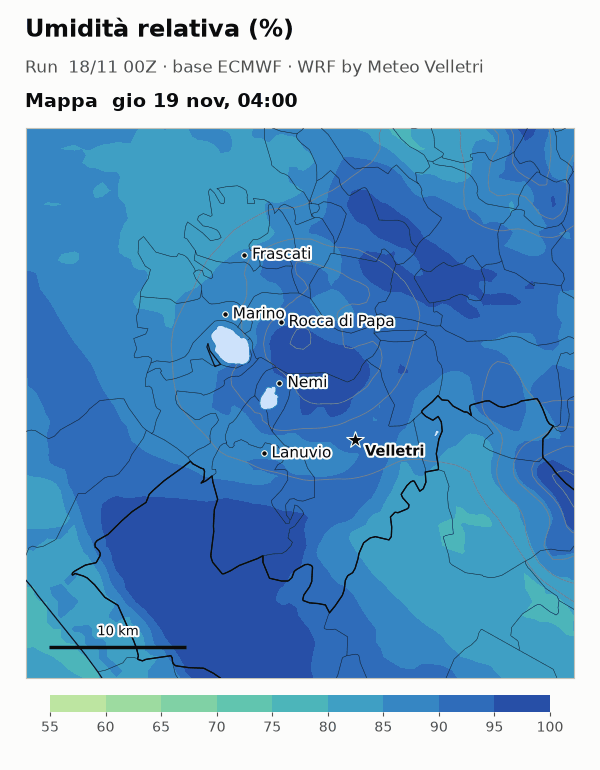 Umidità relativa (%)
Run  18/11 00Z · base ECMWF · WRF by Meteo Velletri
Mappa  gio 19 nov, 04:00
Frascati
Marino
Rocca di Papa
Nemi
Velletri
Lanuvio
10 km
55 60 65 70 75 80 85 90 95 100